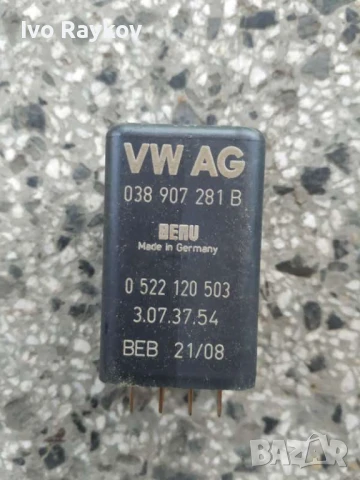 Ivo Raykov
VW AG
038 907 281 B
BERU
Made in Germany
0 522 120 503
3.07.37.54
BEB 21/08
BAZAR